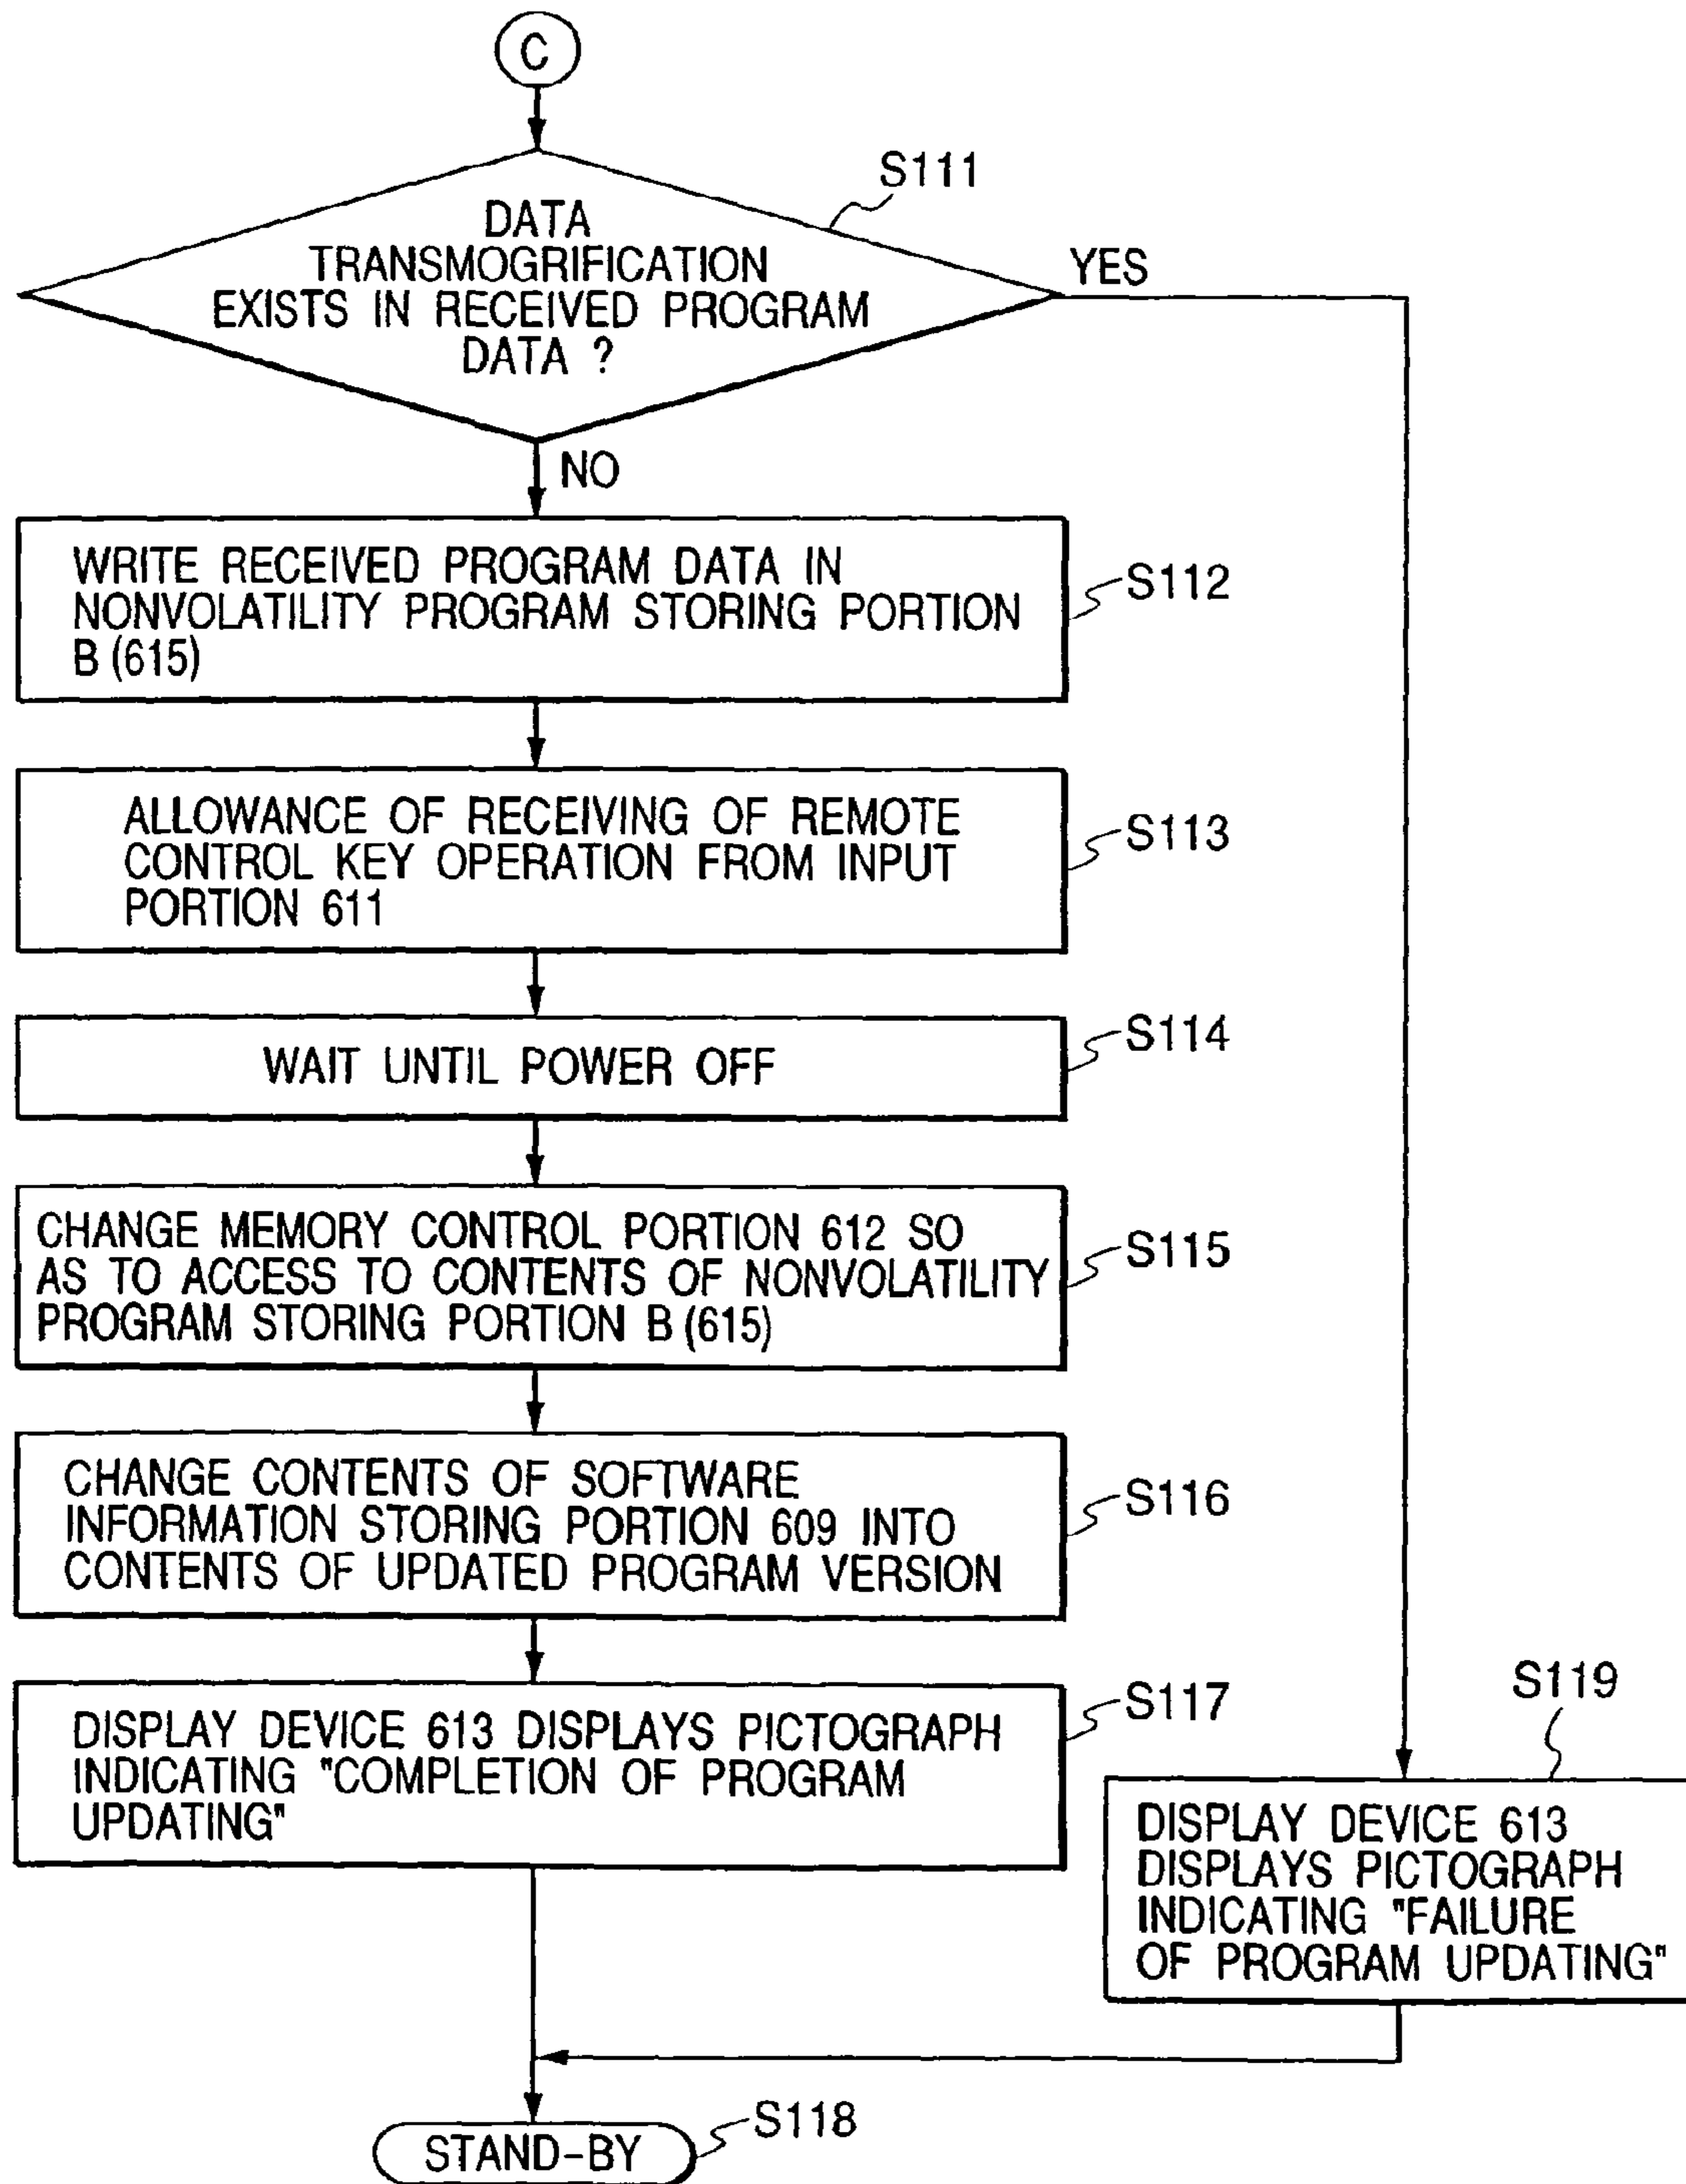 C
S111
DATA
TRANSMOGRIFICATION
EXISTS IN RECEIVED PROGRAM
DATA ?
YES
NO
WRITE RECEIVED PROGRAM DATA IN
NONVOLATILITY PROGRAM STORING PORTION
B (615)
S112
ALLOWANCE OF RECEIVING OF REMOTE
CONTROL KEY OPERATION FROM INPUT
PORTION 611
S113
WAIT UNTIL POWER OFF
S114
CHANGE MEMORY CONTROL PORTION 612 SO
AS TO ACCESS TO CONTENTS OF NONVOLATILITY
PROGRAM STORING PORTION B (615)
S115
CHANGE CONTENTS OF SOFTWARE
INFORMATION STORING PORTION 609 INTO
CONTENTS OF UPDATED PROGRAM VERSION
S116
DISPLAY DEVICE 613 DISPLAYS PICTOGRAPH
INDICATING "COMPLETION OF PROGRAM
UPDATING"
S117
S119
DISPLAY DEVICE 613
DISPLAYS PICTOGRAPH
INDICATING "FAILURE
OF PROGRAM UPDATING"
STAND-BY
S118